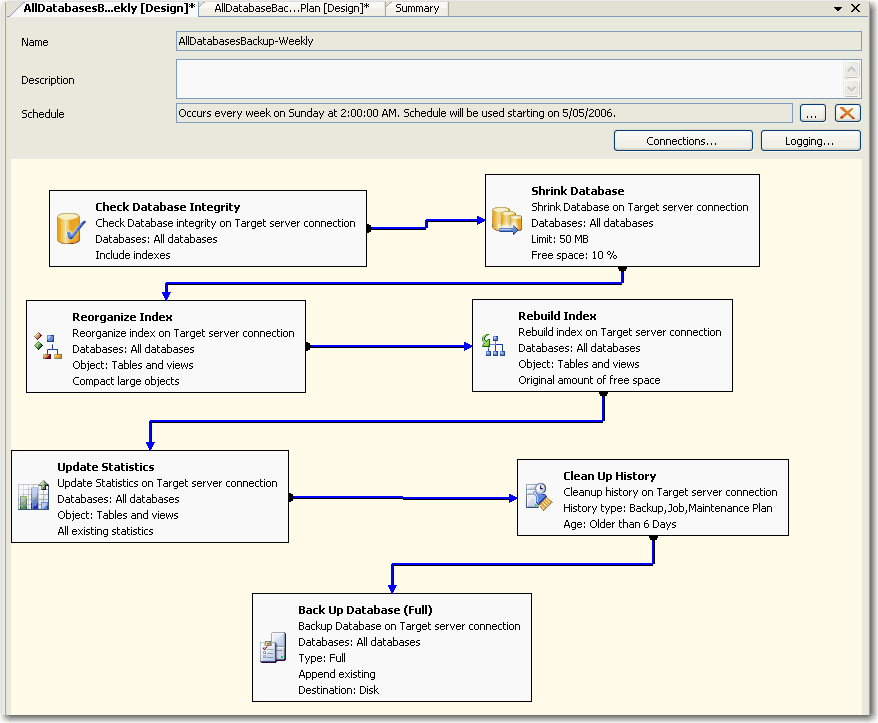 AllDatabasesB...ekly [Design]* AllDatabaseBac...Plan [Design]* Summary
Name AllDatabasesBackup-Weekly
Description
Schedule Occurs every week on Sunday at 2:00:00 AM. Schedule will be used starting on 5/05/2006. ...
Connections... Logging...
Check Database Integrity
Check Database integrity on Target server connection
Databases: All databases
Include indexes
Shrink Database
Shrink Database on Target server connection
Databases: All databases
Limit: 50 MB
Free space: 10 %
Reorganize Index
Reorganize index on Target server connection
Databases: All databases
Object: Tables and views
Compact large objects
Rebuild Index
Rebuild index on Target server connection
Databases: All databases
Object: Tables and views
Original amount of free space
Update Statistics
Update Statistics on Target server connection
Databases: All databases
Object: Tables and views
All existing statistics
Clean Up History
Cleanup history on Target server connection
History type: Backup,Job,Maintenance Plan
Age: Older than 6 Days
Back Up Database (Full)
Backup Database on Target server connection
Databases: All databases
Type: Full
Append existing
Destination: Disk